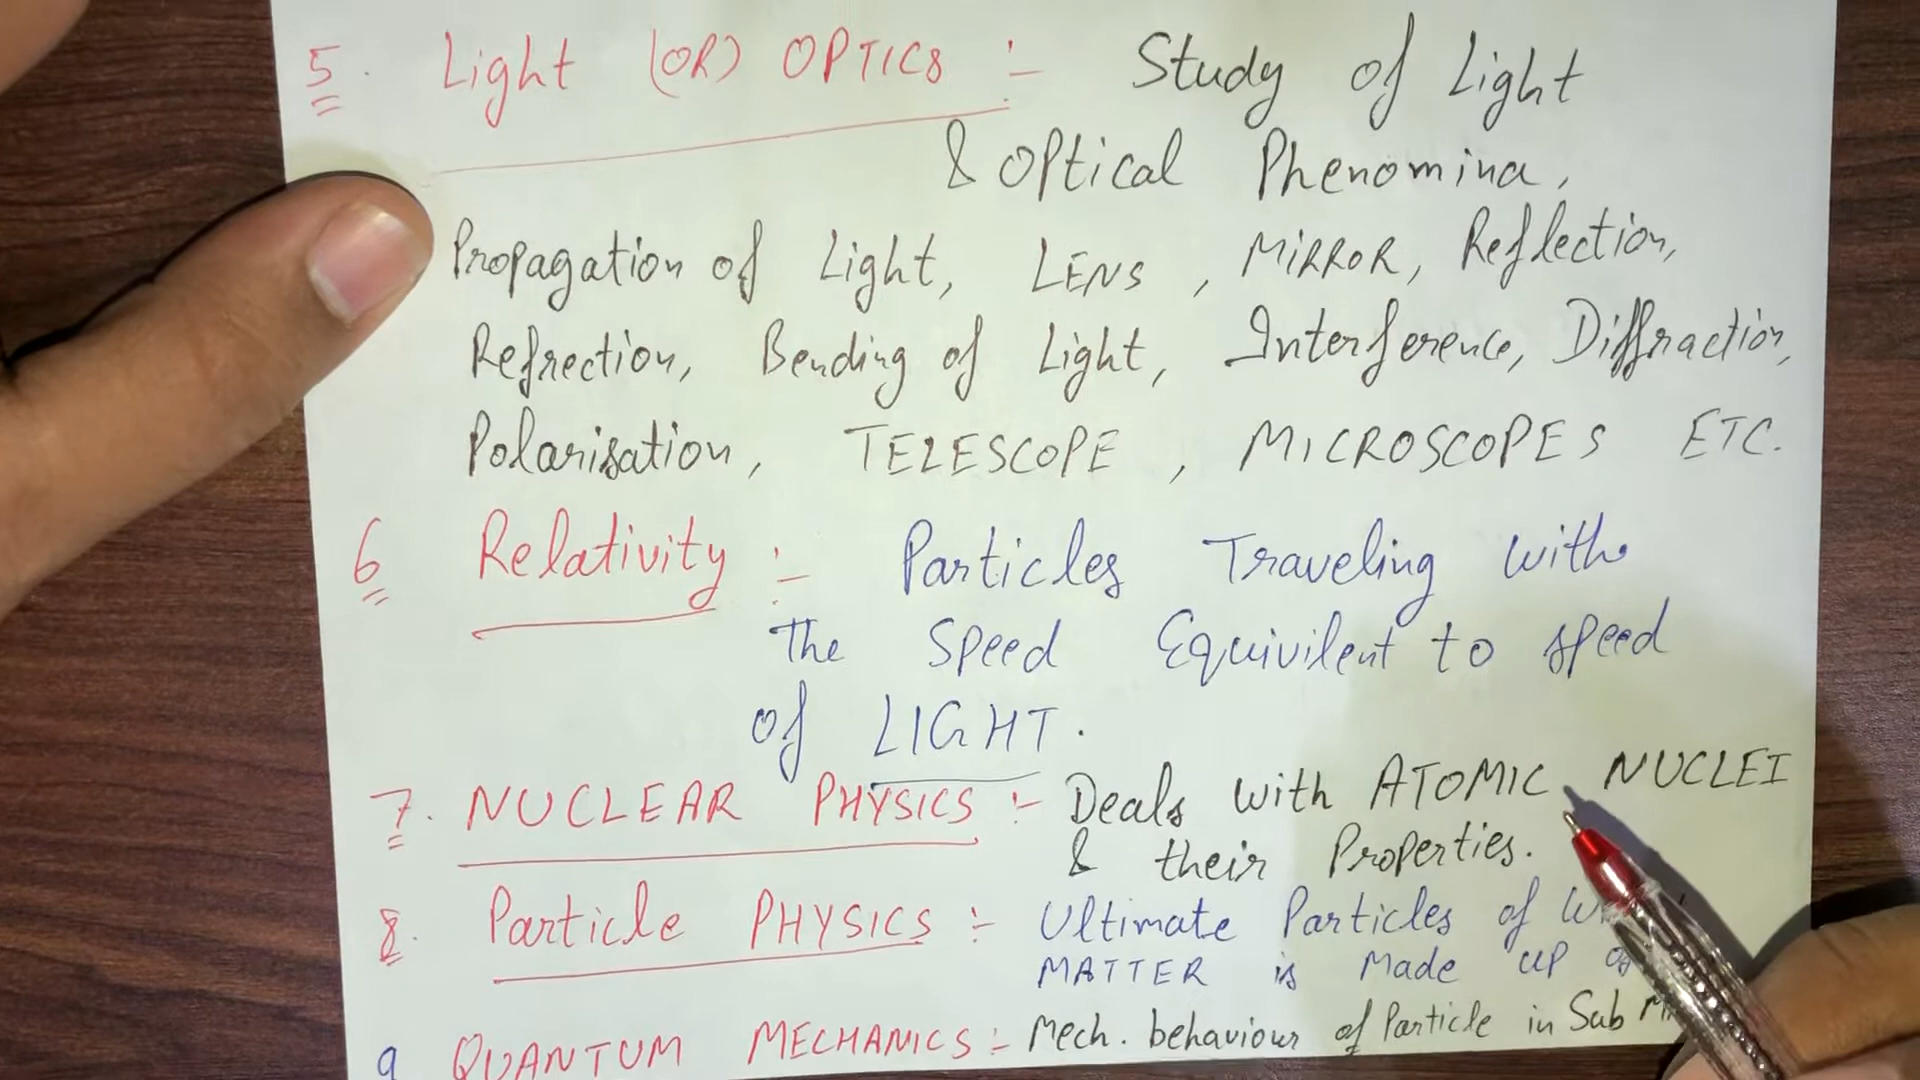 5. Light (OR) OPTICS :- Study of Light
& OPtical Phenomina,
Propagation of Light, LENS, MiRROR, Reflection,
Refrection, Bending of Light, Interference, Diffraction,
Polarisation, TELESCOPE, MICROSCOPES ETC.
6 Relativity :- Particles Traveling with
the Speed Equivilent to speed
of LIGHT.
7. NUCLEAR PHYSICS :- Deals with ATOMIC NUCLEI
& their Properties.
8. Particle PHYSICS :- Ultimate Particles of
MATTER is Made up
9 QUANTUM MECHANICS :- Mech. behaviour of Particle in Sub